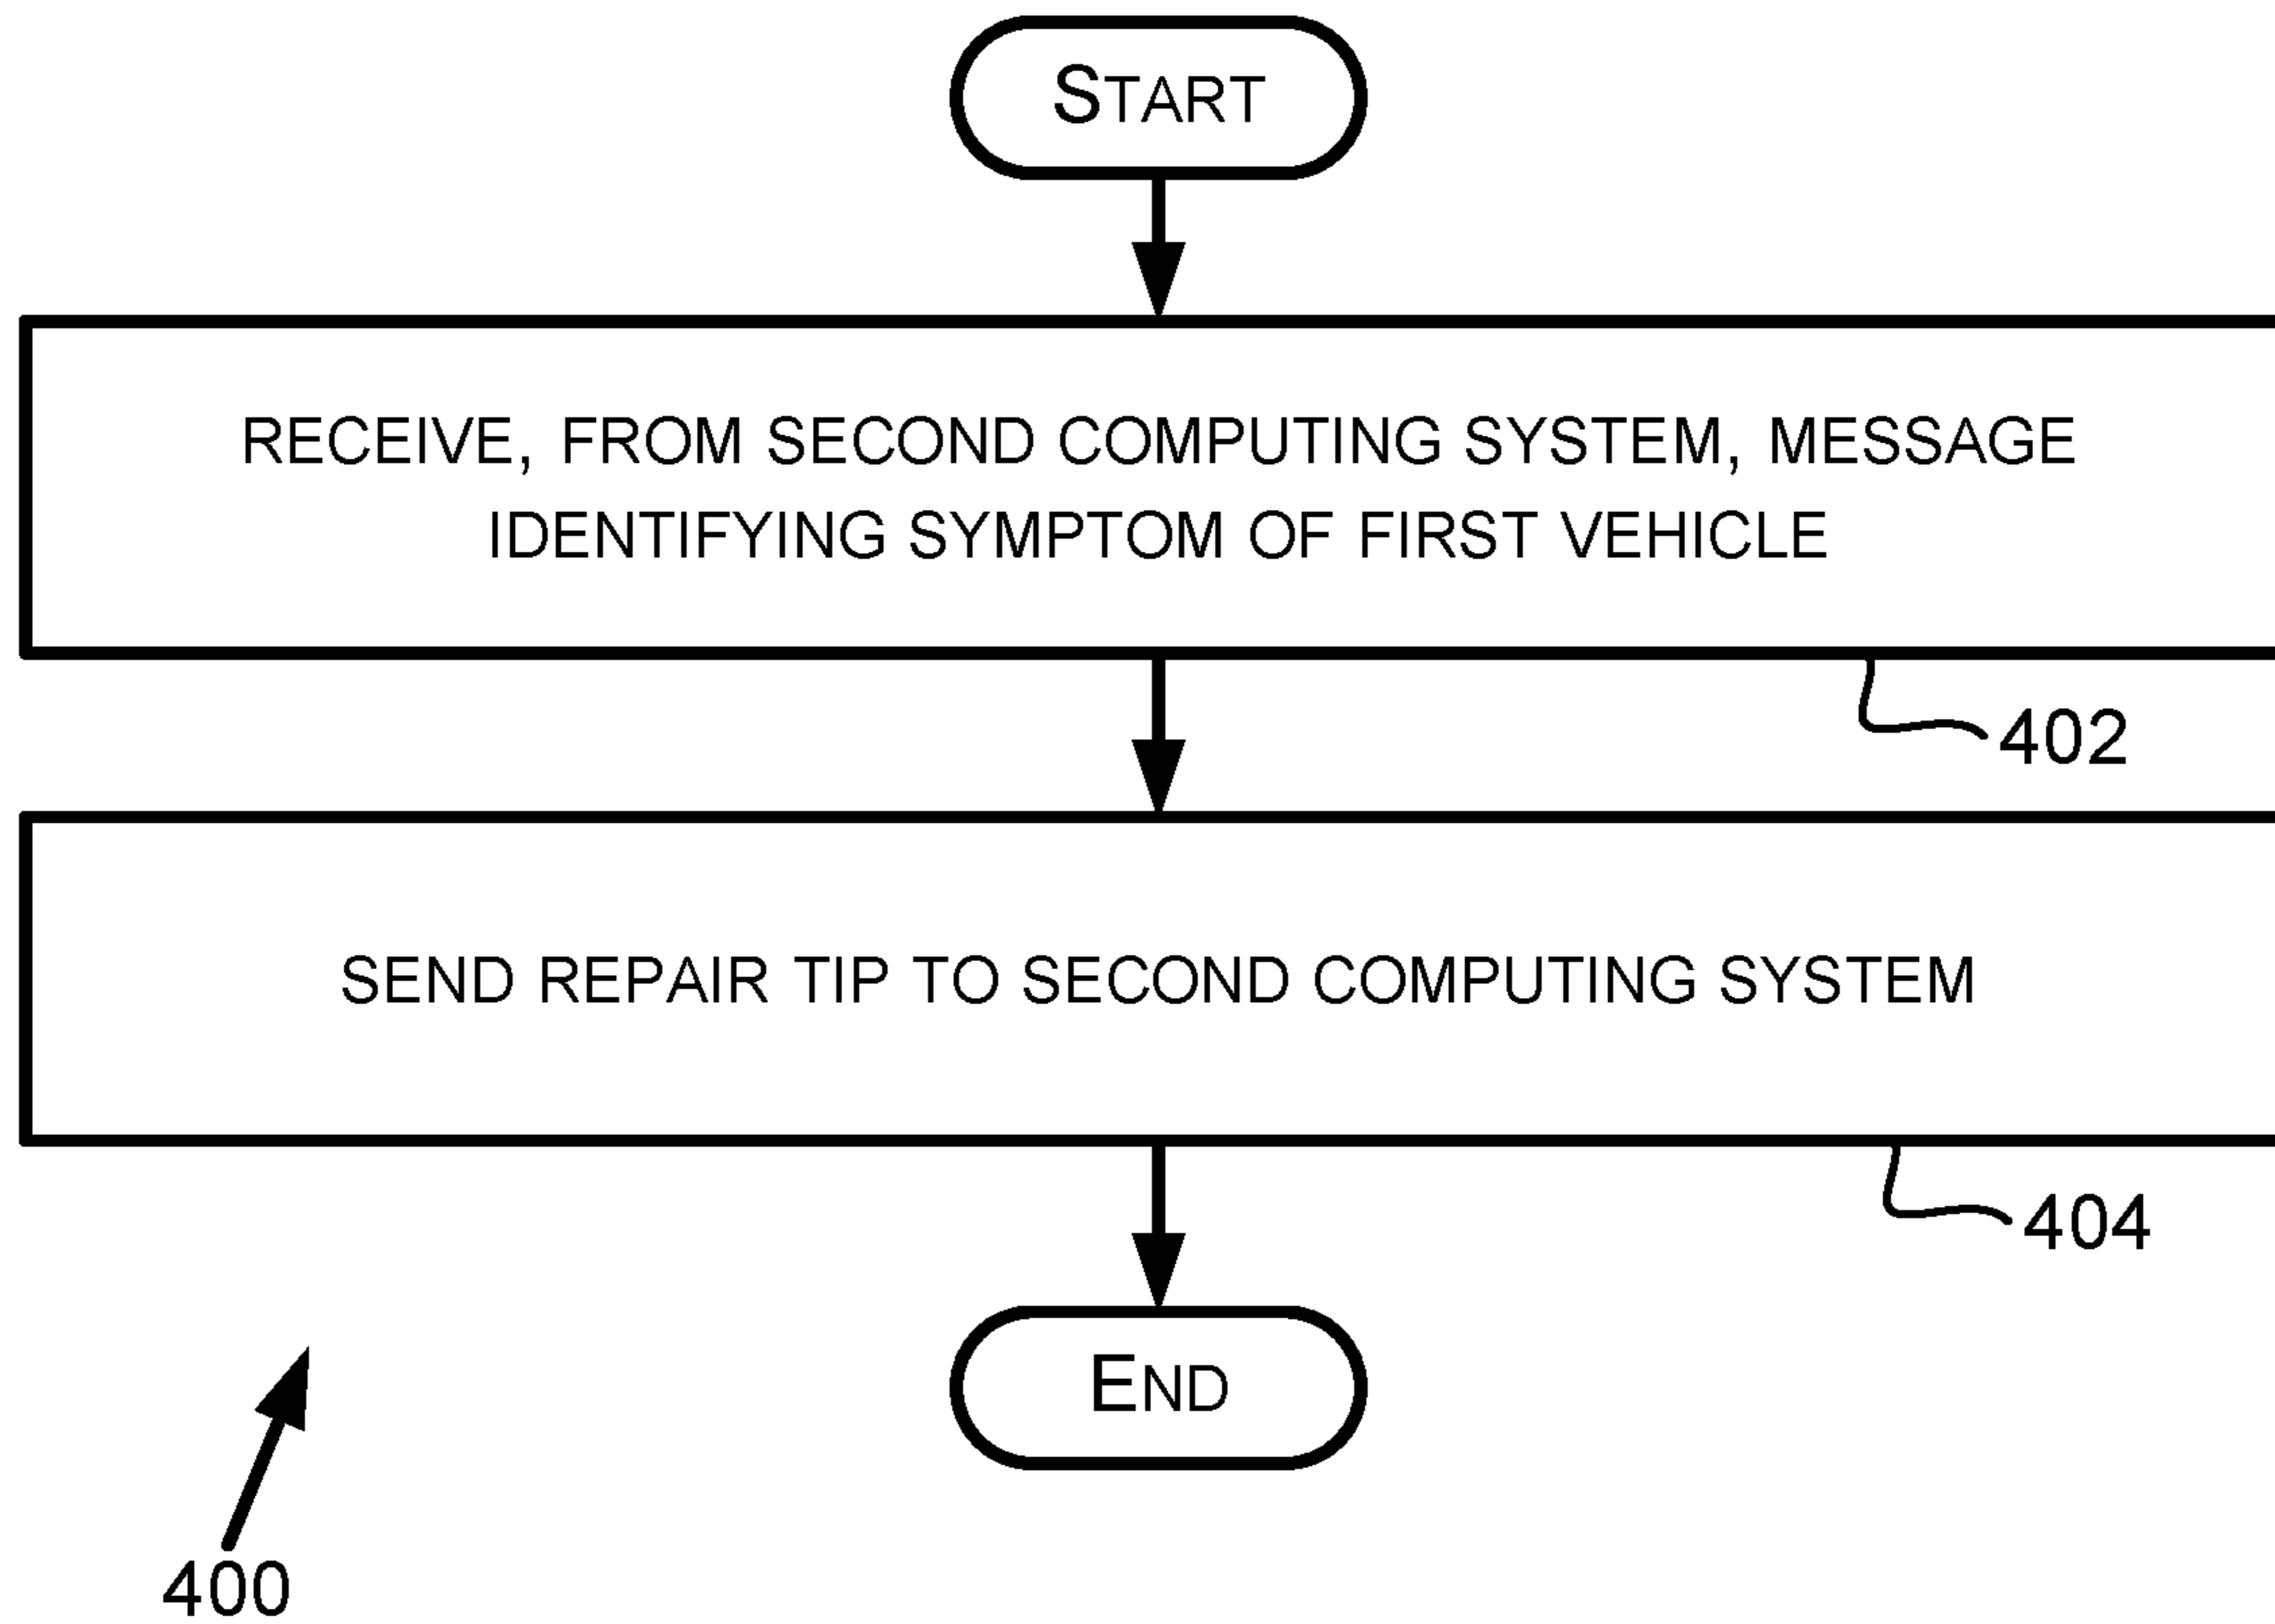 START
RECEIVE, FROM SECOND COMPUTING SYSTEM, MESSAGE
IDENTIFYING SYMPTOM OF FIRST VEHICLE
402
SEND REPAIR TIP TO SECOND COMPUTING SYSTEM
404
END
400